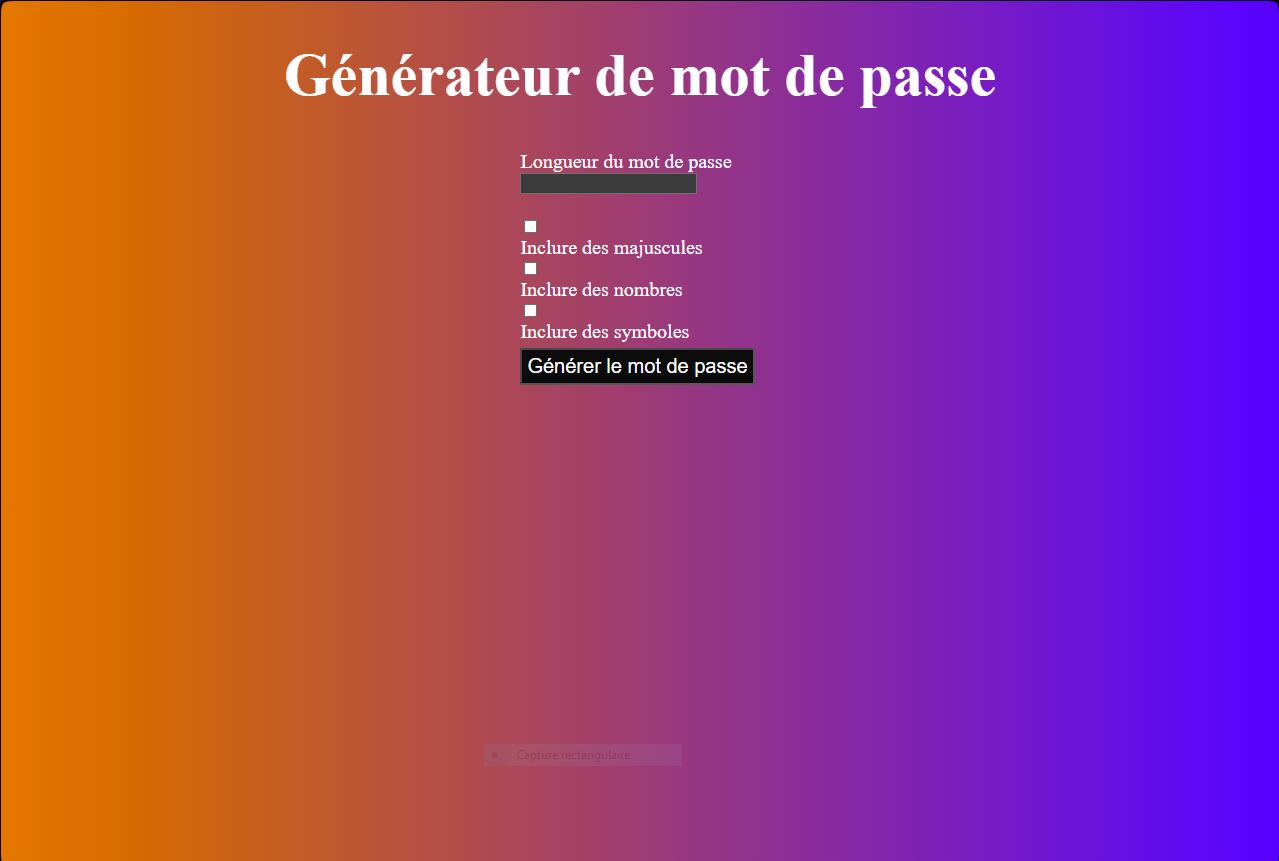 Générateur de mot de passe
Longueur du mot de passe
Inclure des majuscules
Inclure des nombres
Inclure des symboles
Générer le mot de passe
Capture rectangulaire